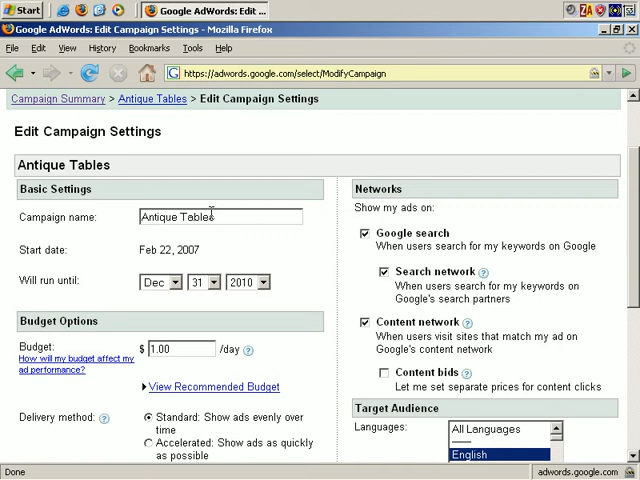 Start
Google AdWords: Edit ...
Google AdWords: Edit Campaign Settings - Mozilla Firefox
File Edit View History Bookmarks Tools Help
https://adwords.google.com/select/ModifyCampaign
Campaign Summary > Antique Tables > Edit Campaign Settings
Edit Campaign Settings
Antique Tables
Basic Settings
Campaign name: Antique Tables
Start date: Feb 22, 2007
Will run until: Dec 31 2010
Budget Options
Budget: $ 1.00 /day ?
How will my budget affect my
ad performance?
View Recommended Budget
Delivery method: ? Standard: Show ads evenly over
time
Accelerated: Show ads as quickly
as possible
Networks
Show my ads on:
Google search
When users search for my keywords on Google
Search network ?
When users search for my keywords on
Google's search partners
Content network ?
When users visit sites that match my ad on
Google's content network
Content bids ?
Let me set separate prices for content clicks
Target Audience
Languages: All Languages
English
Done
adwords.google.com